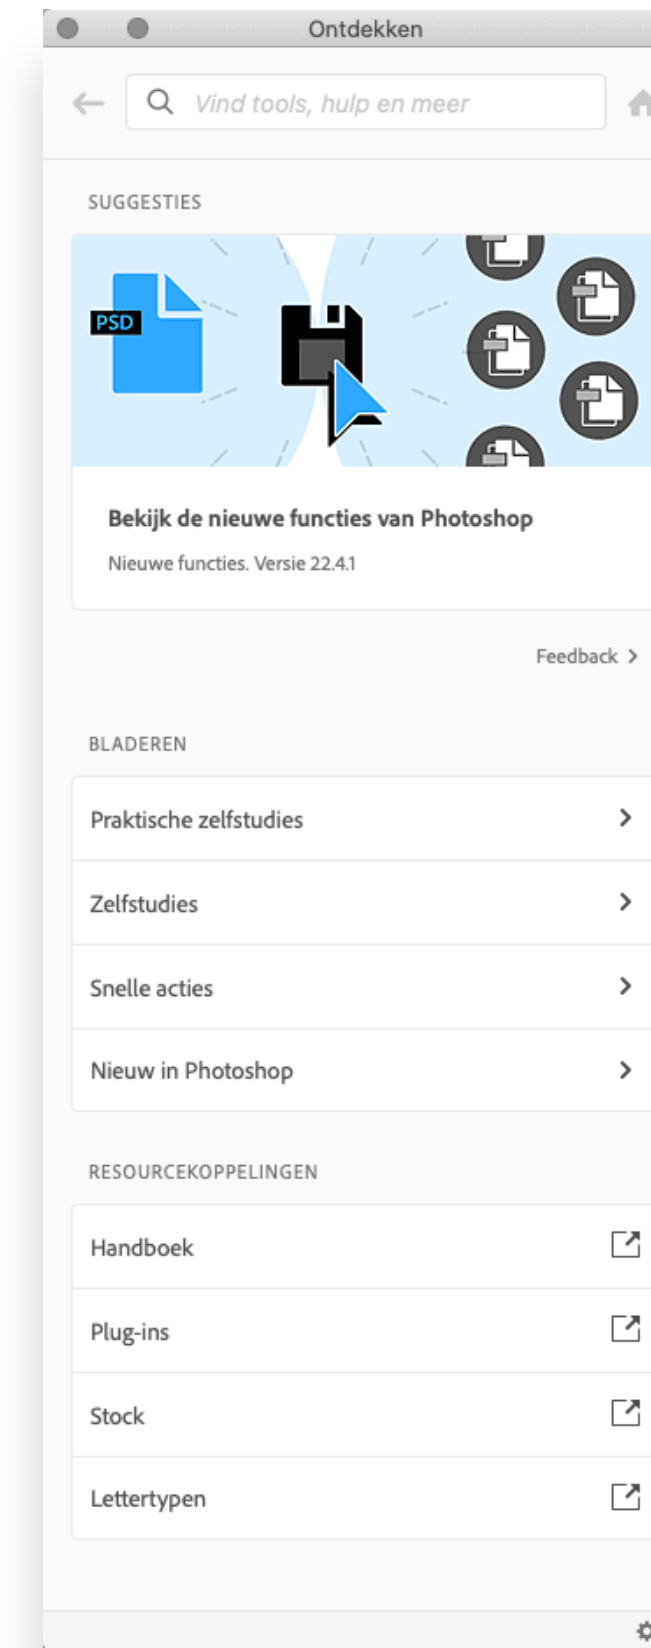 Ontdekken
Vind tools, hulp en meer
SUGGESTIES
PSD
Bekijk de nieuwe functies van Photoshop
Nieuwe functies. Versie 22.4.1
Feedback
BLADEREN
Praktische zelfstudies
Zelfstudies
Snelle acties
Nieuw in Photoshop
RESOURCEKOPPELINGEN
Handboek
Plug-ins
Stock
Lettertypen